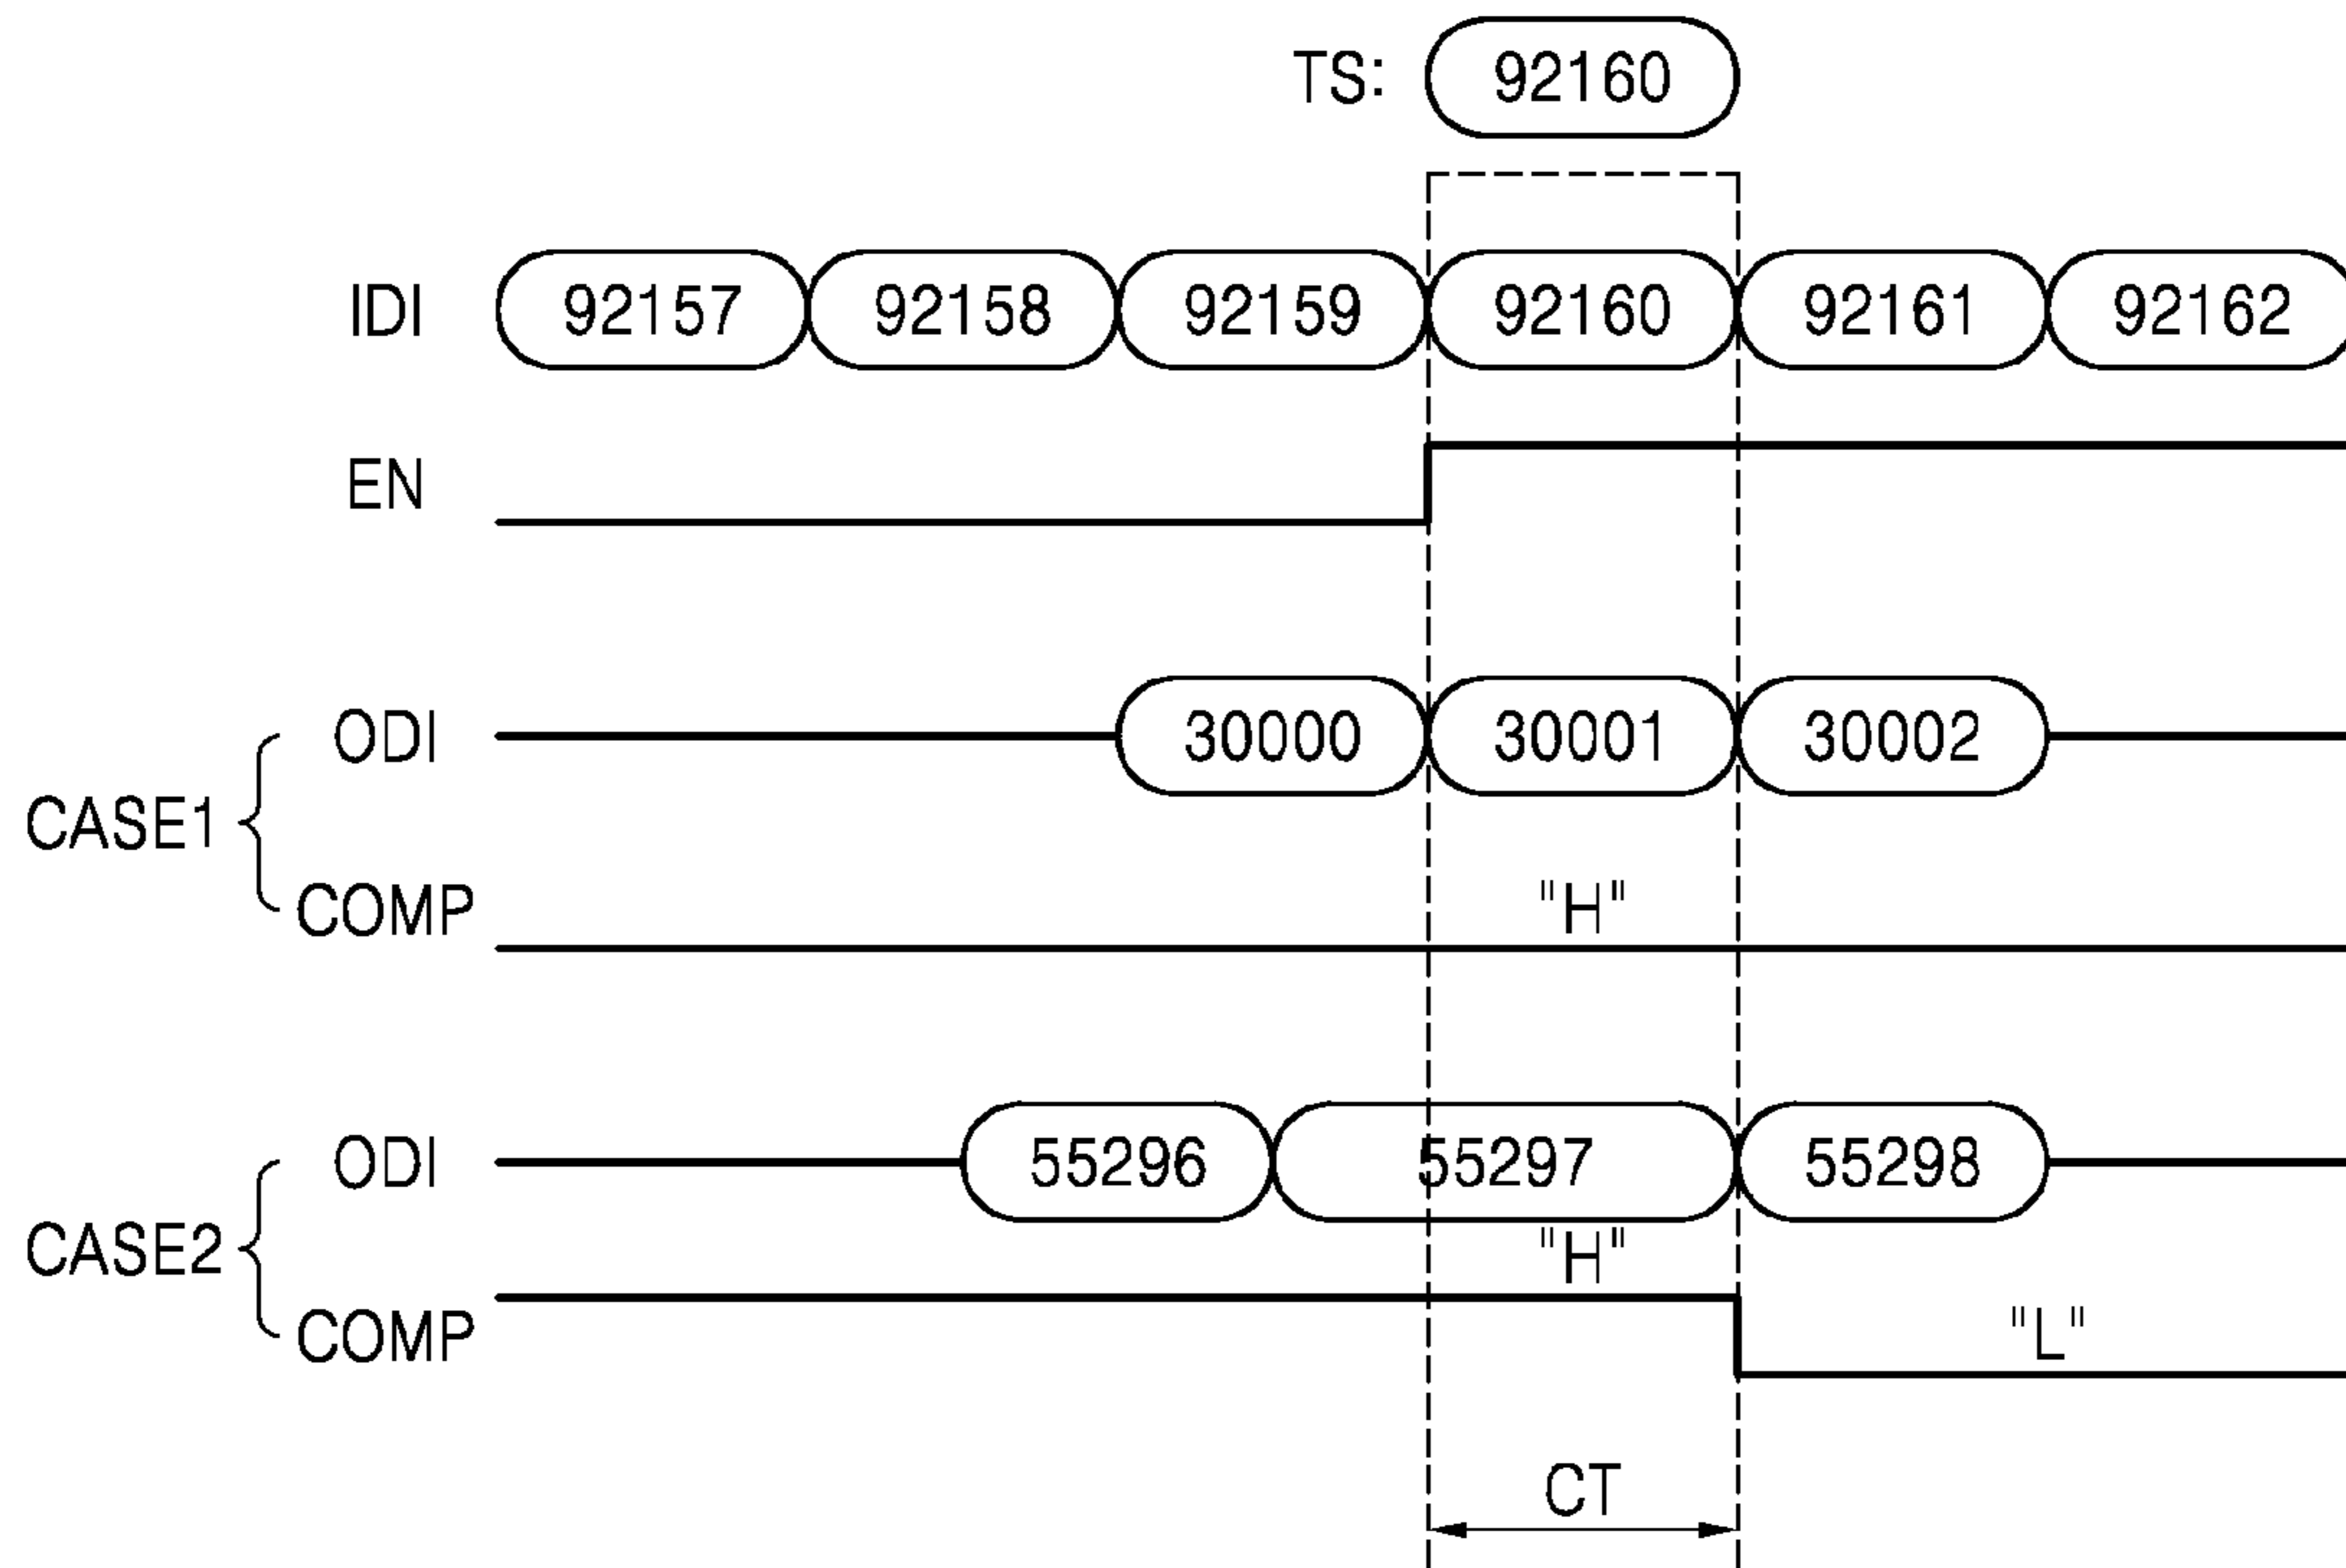 TS: 92160
IDI 92157 92158 92159 92160 92161 92162
EN
ODI 30000 30001 30002
CASE1
COMP "H"
ODI 55296 55297 55298
"H"
CASE2
COMP "L"
CT